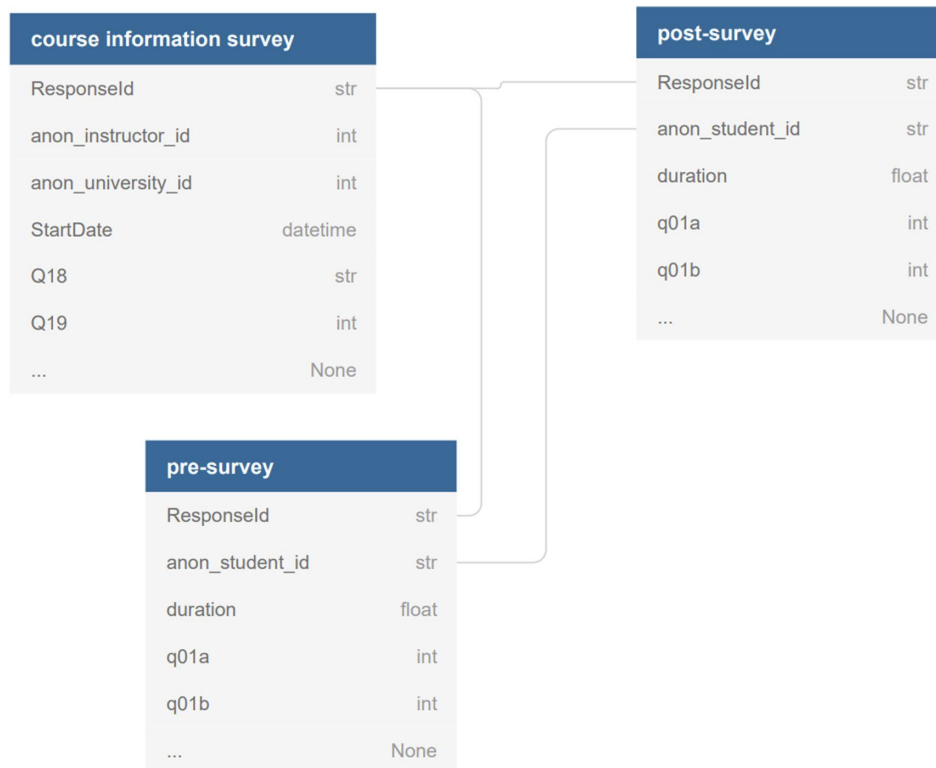 course information survey
ResponseId str
anon_instructor_id int
anon_university_id int
StartDate datetime
Q18 str
Q19 int
... None
post-survey
ResponseId str
anon_student_id str
duration float
q01a int
q01b int
... None
pre-survey
ResponseId str
anon_student_id str
duration float
q01a int
q01b int
... None